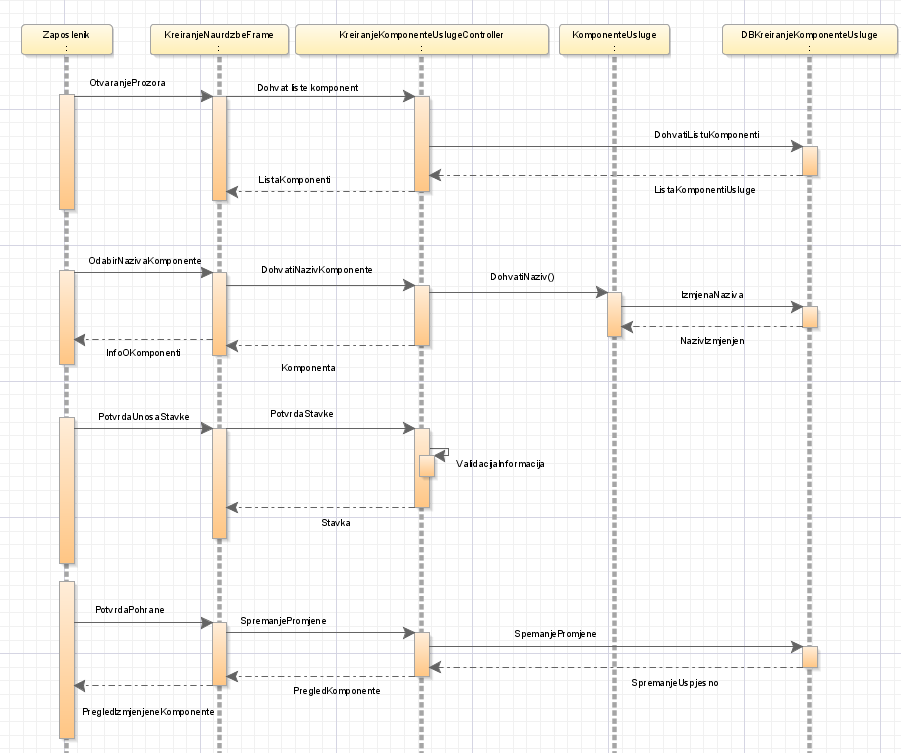 Zaposlenik
:
KreiranjeNaurdzbeFrame
:
KreiranjeKomponenteUslugeController
:
KomponenteUsluge
:
DBKreiranjeKomponenteUsluge
:
OtvaranjeProzora
Dohvat liste komponent
DohvatiListuKomponenti
ListaKomponenti
ListaKomponentiUsluge
OdabirNazivaKomponente
DohvatiNazivKomponente
DohvatiNaziv()
IzmjenaNaziva
NazivIzmjenjen
InfoOKomponenti
Komponenta
PotvrdaUnosaStavke
PotvrdaStavke
ValidacijaInformacija
Stavka
PotvrdaPohrane
SpremanjePromjene
SpemanjePromjene
SpremanjeUspjesno
PregledKomponente
PregledIzmjenjeneKomponente